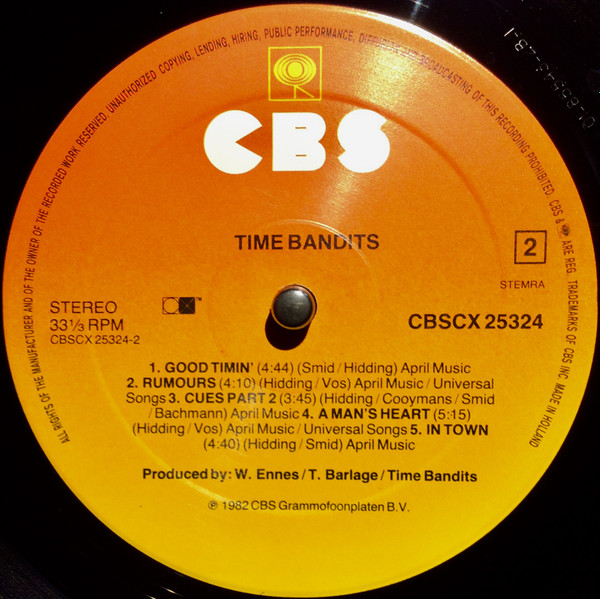 ALL RIGHTS OF THE MANUFACTURER AND OF THE OWNER OF THE RECORDED WORK RESERVED. UNAUTHORIZED COPYING, LENDING, HIRING, PUBLIC PERFORMANCE, DIFFUSION AND BROADCASTING OF THIS RECORDING PROHIBITED. CBS & ARE REG. TRADEMARKS OF CBS INC. MADE IN HOLLAND
CBS
TIME BANDITS
2
STEMRA
STEREO
33⅓ RPM
CBSCX 25324-2
CBSCX 25324
1. GOOD TIMIN' (4:44) (Smid / Hidding) April Music
2. RUMOURS (4:10) (Hidding / Vos) April Music / Universal
Songs 3. CUES PART 2 (3:45) (Hidding / Cooymans / Smid
/ Bachmann) April Music 4. A MAN'S HEART (5:15)
(Hidding / Vos) April Music / Universal Songs 5. IN TOWN
(4:40) (Hidding / Smid) April Music
Produced by: W. Ennes / T. Barlage / Time Bandits
℗ 1982 CBS Grammofoonplaten B.V.